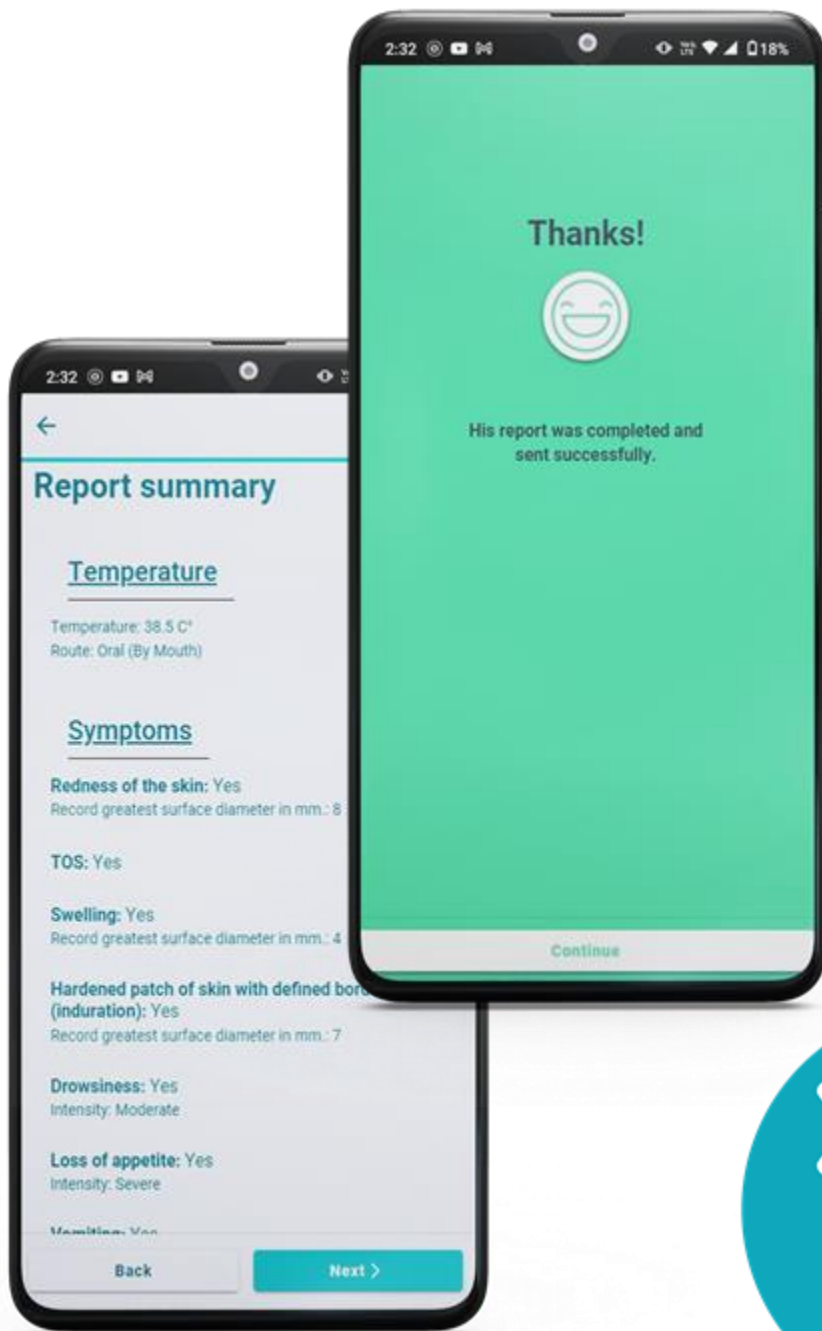 2:32
18%
Thanks!
His report was completed and
sent successfully.
Continue
2:32
Report summary
Temperature
Temperature: 38.5 C°
Route: Oral (By Mouth)
Symptoms
Redness of the skin: Yes
Record greatest surface diameter in mm.: 8
TOS: Yes
Swelling: Yes
Record greatest surface diameter in mm.: 4
Hardened patch of skin with defined
(induration): Yes
Record greatest surface diameter in mm.: 7
Drowsiness: Yes
Intensity: Moderate
Loss of appetite: Yes
Intensity: Severe
Vomiting: Yes
Back
Next >